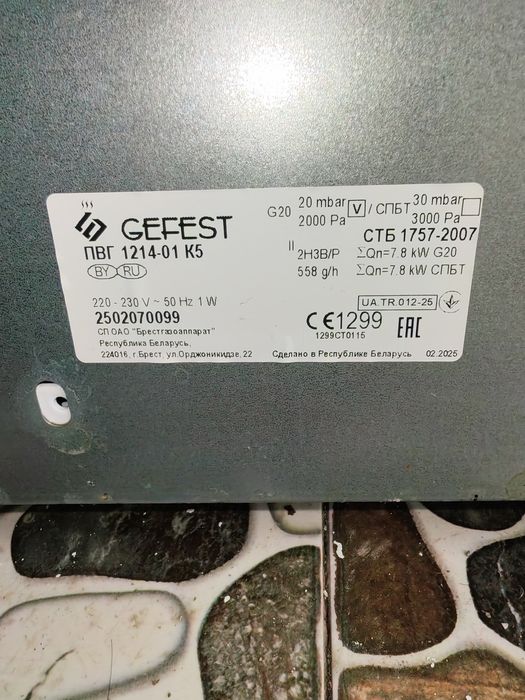 GEFEST
ПВГ 1214-01 К5
BY RU
G20 20 mbar 2000 Pa V / СПБТ 30 mbar 3000 Pa
СТБ 1757-2007
II 2H3B/P ΣQn=7.8 kW G20
558 g/h ΣQn=7.8 kW СПБТ
220 - 230 V ~ 50 Hz 1 W
UA.TR.012-25
2502070099
CE1299 EAC
1299CT0115
СП ОАО "Брестгазоаппарат"
Республика Беларусь,
224016, г.Брест, ул.Орджоникидзе, 22
Сделано в Республике Беларусь 02.2025